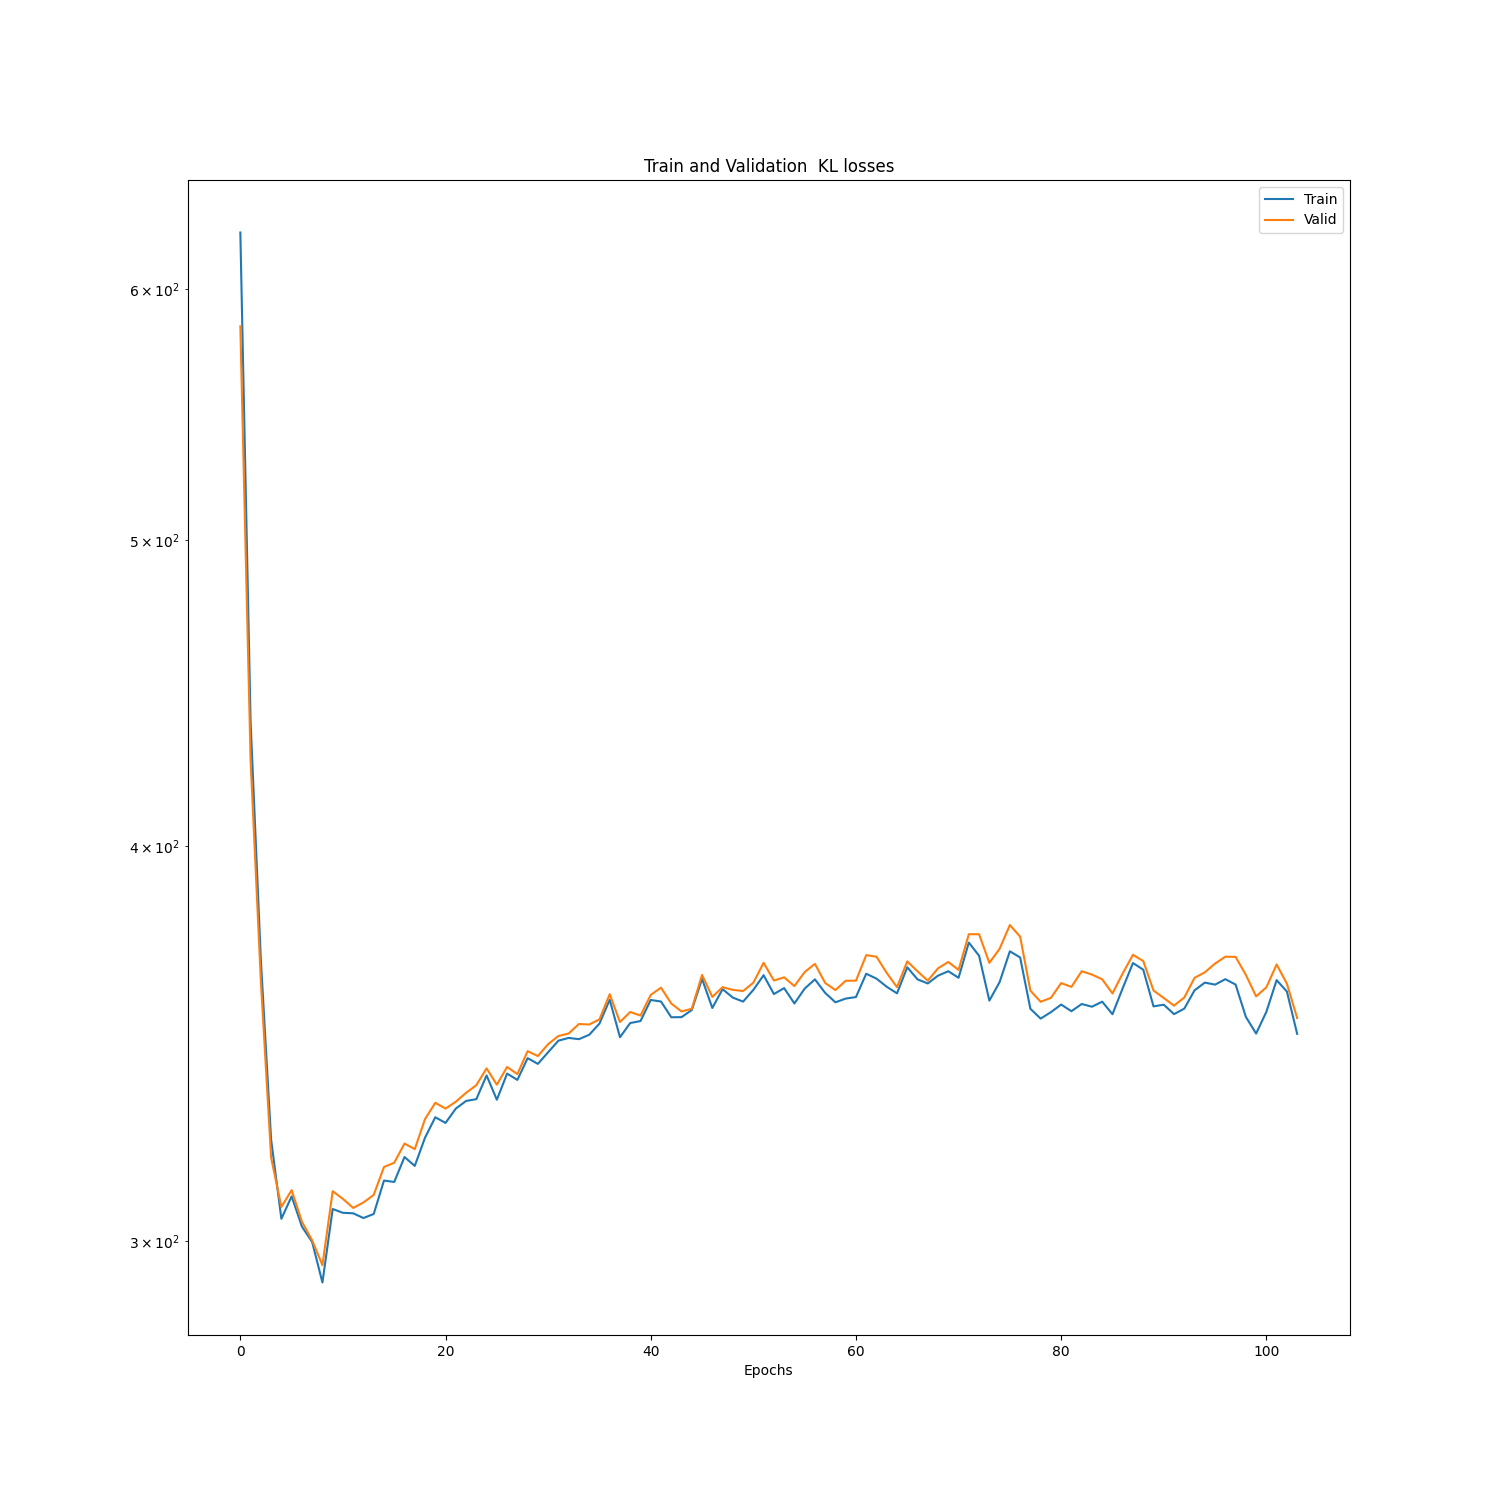 Train and Validation  KL losses
Train
Valid
6 × 10²
5 × 10²
4 × 10²
3 × 10²
0 20 40 60 80 100
Epochs